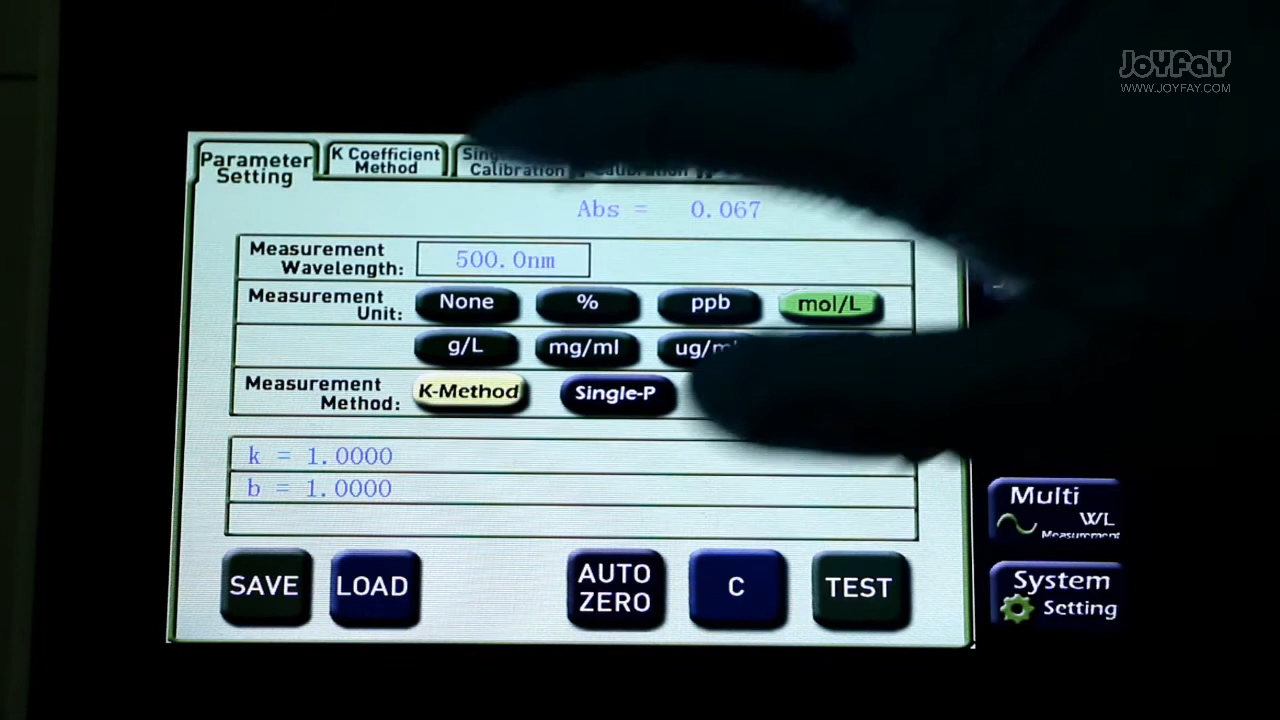 JoYFaY
WWW.JOYFAY.COM
Parameter
Setting
K Coefficient
Method
Calibration
Calibration
Abs = 0.067
Measurement
Wavelength:
500.0nm
Measurement
Unit:
None
%
ppb
mol/L
g/L
mg/ml
Measurement
Method:
K-Method
Single-P
k = 1.0000
b = 1.0000
SAVE
LOAD
AUTO
ZERO
C
TEST
Multi
WL
Measurement
System
Setting